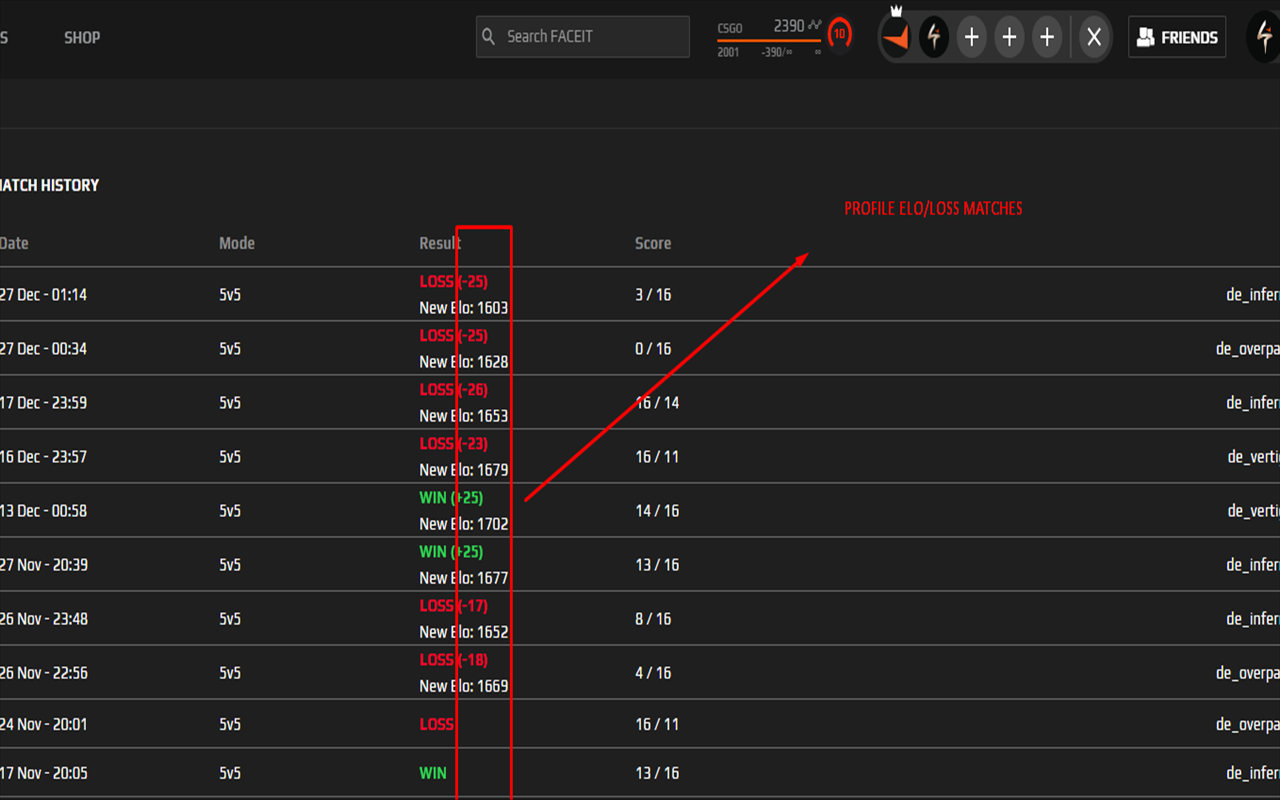 S SHOP Search FACEIT CSGO 2390 10 FRIENDS
2001 -390/∞ ∞
MATCH HISTORY
PROFILE ELO/LOSS MATCHES
Date Mode Result Score
27 Dec - 01:14 5v5 LOSS (-25) 3 / 16 de_infer
New Elo: 1603
27 Dec - 00:34 5v5 LOSS (-25) 0 / 16 de_overpa
New Elo: 1628
17 Dec - 23:59 5v5 LOSS (-26) 16 / 14 de_infer
New Elo: 1653
16 Dec - 23:57 5v5 LOSS (-23) 16 / 11 de_verti
New Elo: 1679
13 Dec - 00:58 5v5 WIN (+25) 14 / 16 de_verti
New Elo: 1702
27 Nov - 20:39 5v5 WIN (+25) 13 / 16 de_infer
New Elo: 1677
26 Nov - 23:48 5v5 LOSS (-17) 8 / 16 de_infer
New Elo: 1652
26 Nov - 22:56 5v5 LOSS (-18) 4 / 16 de_overpa
New Elo: 1669
24 Nov - 20:01 5v5 LOSS 16 / 11 de_overpa
17 Nov - 20:05 5v5 WIN 13 / 16 de_infer